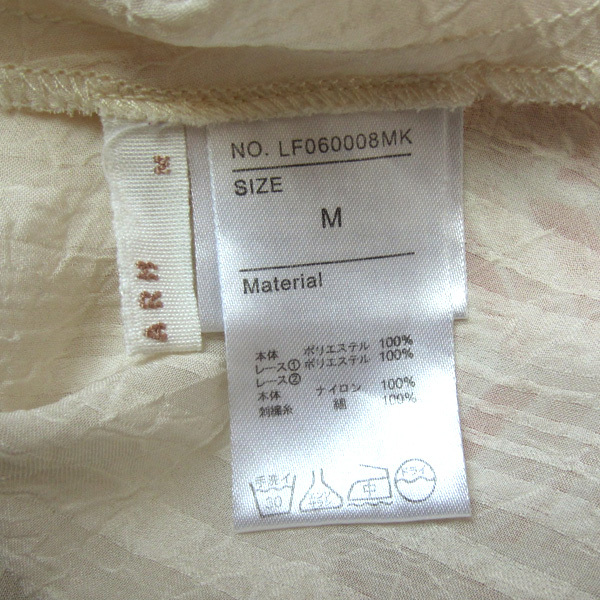 NO. LF060008MK
SIZE
M
Material
本体 ポリエステル 100%
レース① ポリエステル 100%
レース②
本体 ナイロン 100%
刺繍糸 綿 100%
手洗イ 30
中
ドライ
ARH